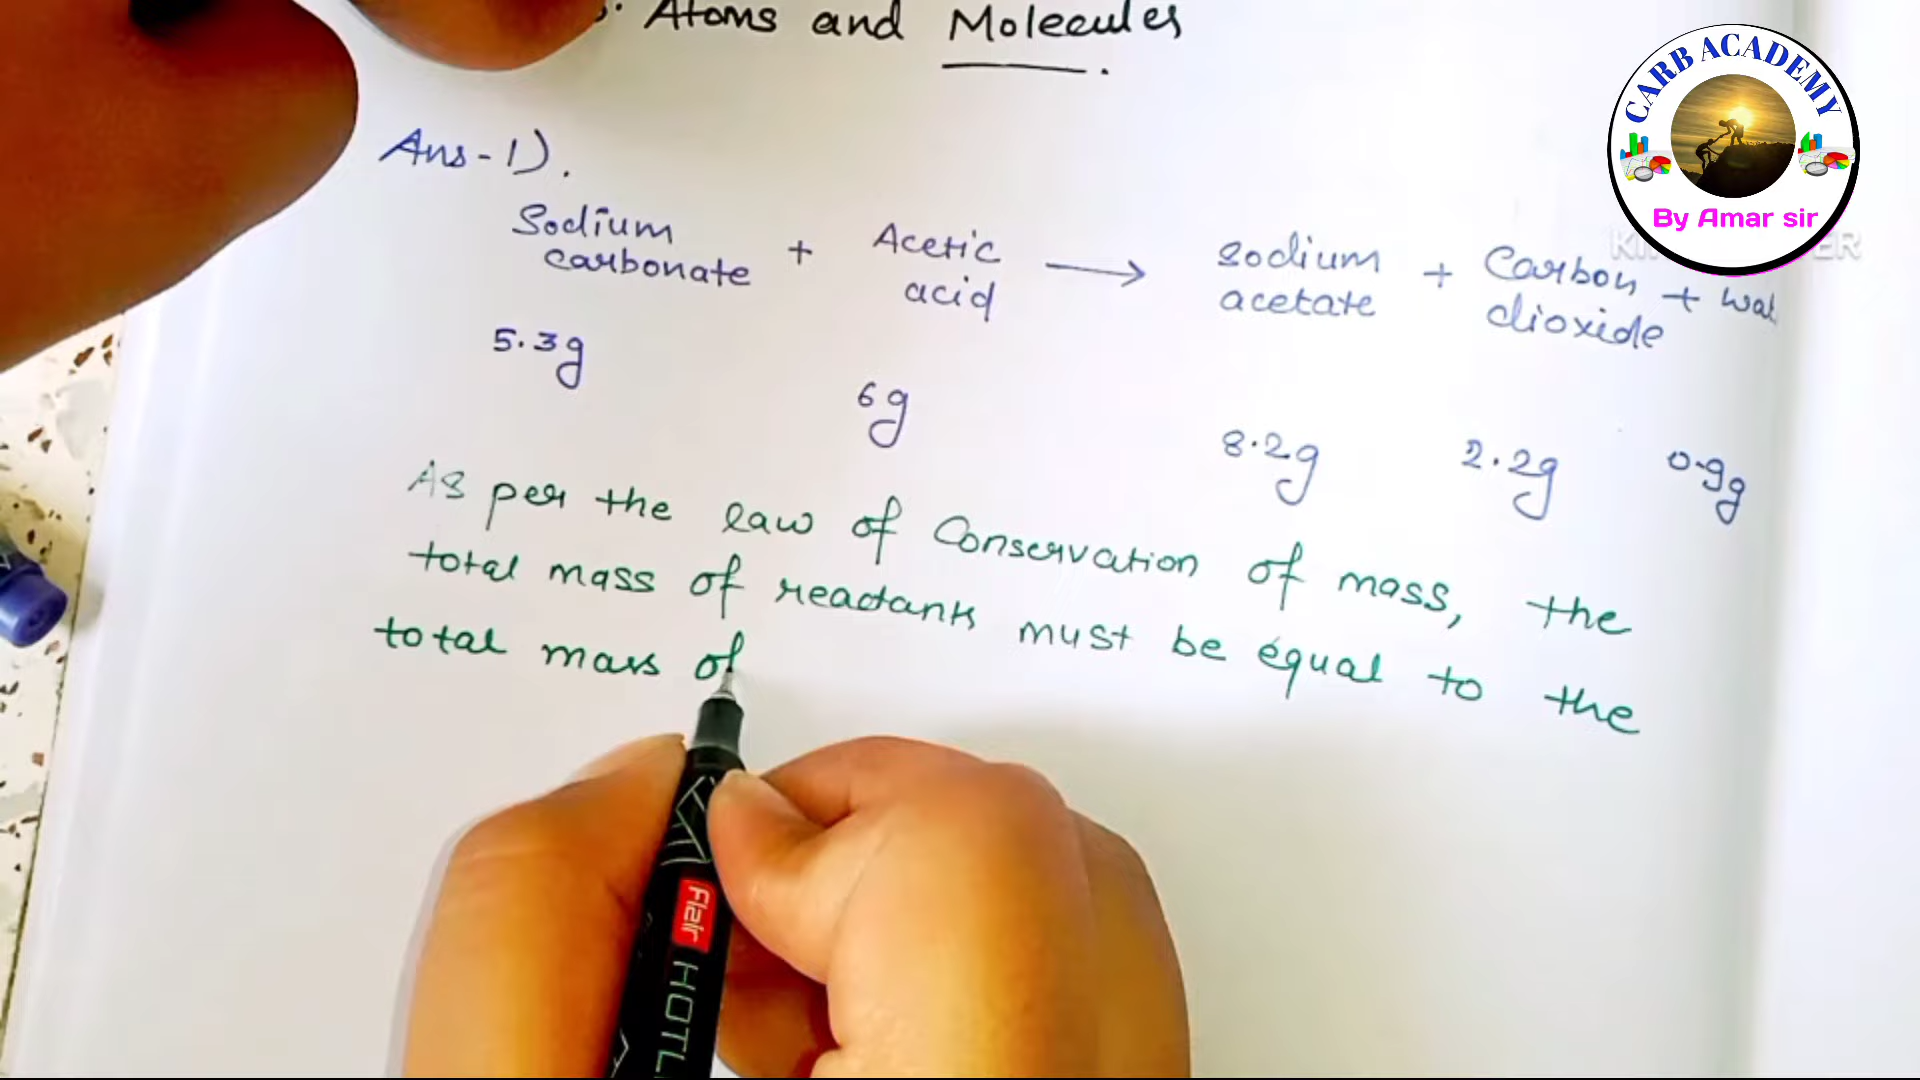 Atoms and Molecules
Ans-1).
Sodium carbonate + Acetic acid → sodium acetate + Carbon dioxide +
5.3g 6g 8.2g 2.2g 0.9g
As per the law of Conservation of mass, the
total mass of reactants must be equal to the
total mass of
CARB ACADEMY
By Amar sir
Flair